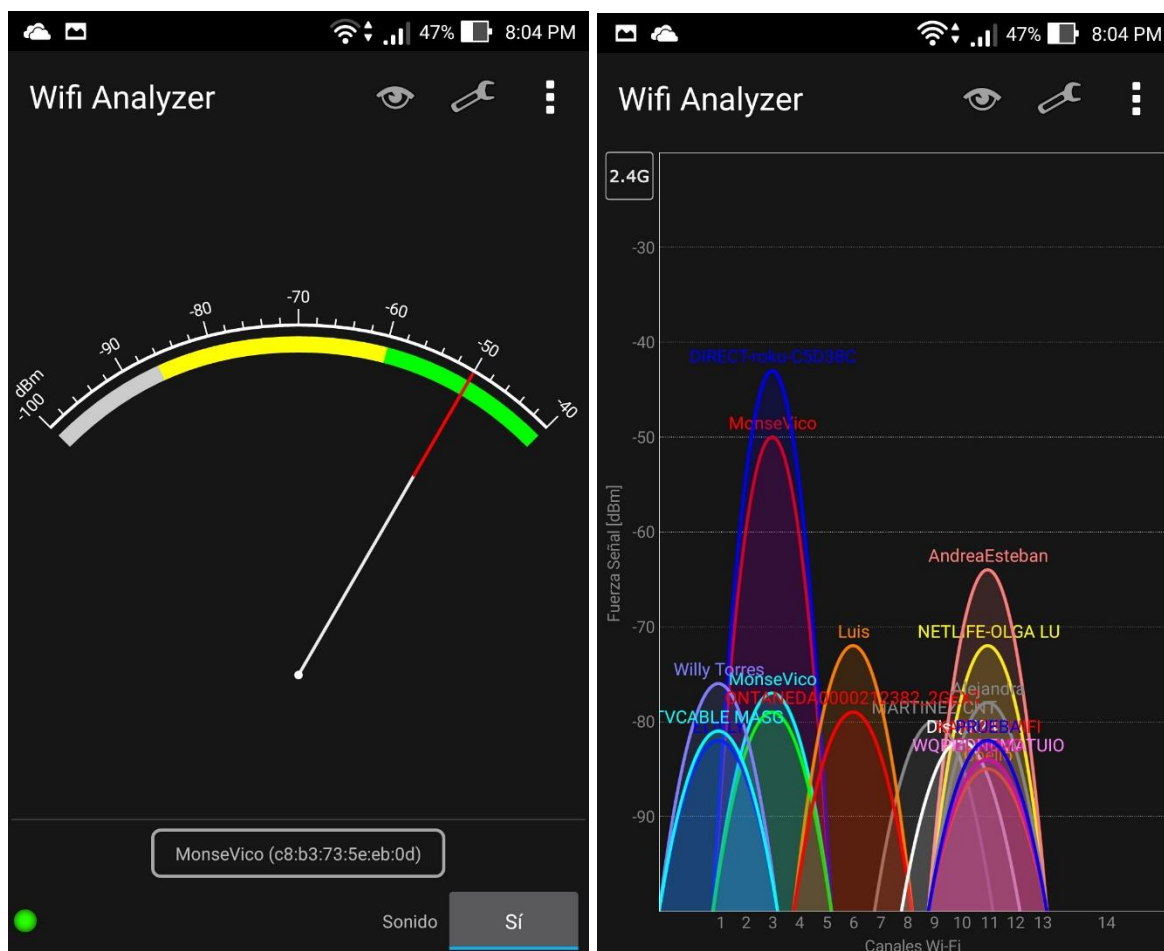 47% 8:04 PM
Wifi Analyzer
dBm
-100
-90
-80
-70
-60
-50
-40
MonseVico (c8:b3:73:5e:eb:0d)
Sonido Sí
47% 8:04 PM
Wifi Analyzer
2.4G
Fuerza Señal [dBm]
-30
-40
-50
-60
-70
-80
-90
DIRECT-roku-C5D38C
MonseVico
AndreaEsteban
Luis
NETLIFE-OLGA LU
Willy Torres
MonseVico
Alejandra
MARTINEZ CNT
TVCABLE MASG
PRUEBA
1 2 3 4 5 6 7 8 9 10 11 12 13 14
Canales Wi-Fi